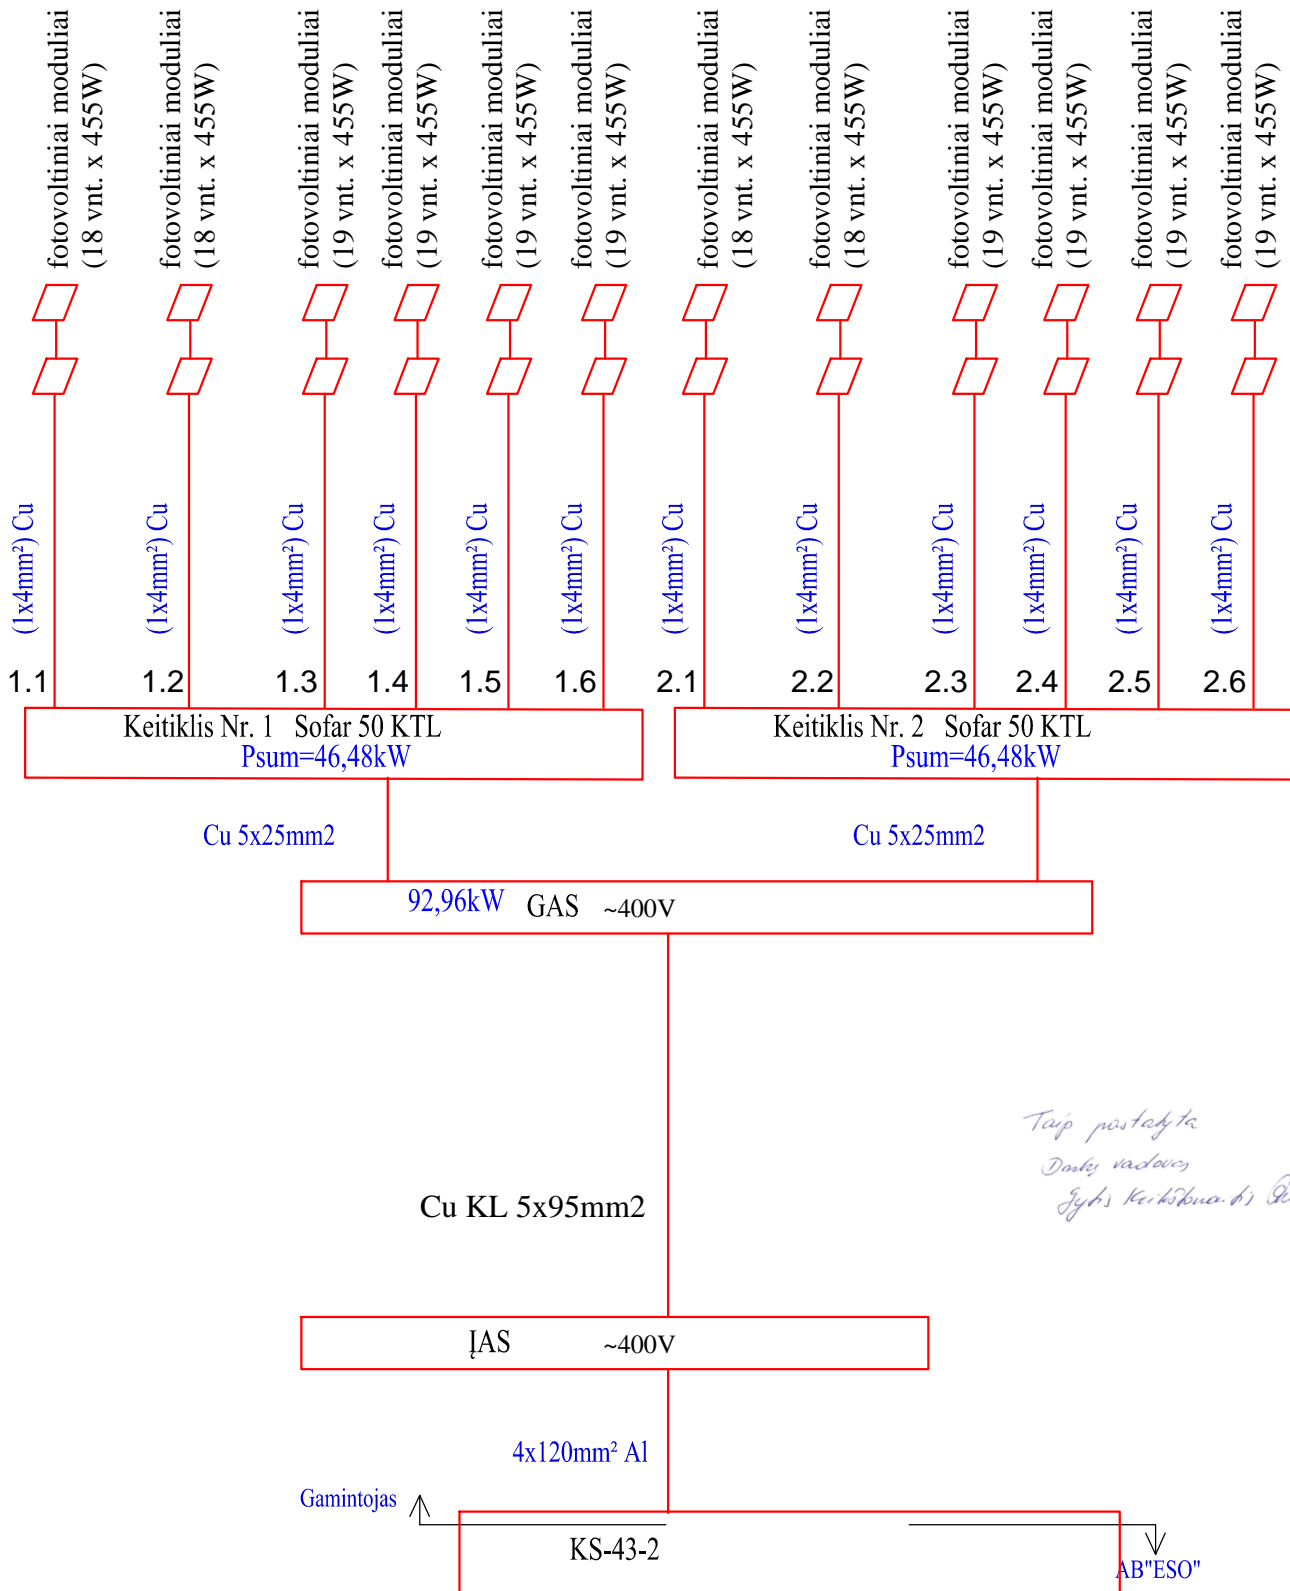 fotovoltiniai moduliai
(18 vnt. x 455W)
fotovoltiniai moduliai
(18 vnt. x 455W)
fotovoltiniai moduliai
(19 vnt. x 455W)
fotovoltiniai moduliai
(19 vnt. x 455W)
fotovoltiniai moduliai
(19 vnt. x 455W)
fotovoltiniai moduliai
(19 vnt. x 455W)
fotovoltiniai moduliai
(18 vnt. x 455W)
fotovoltiniai moduliai
(18 vnt. x 455W)
fotovoltiniai moduliai
(19 vnt. x 455W)
fotovoltiniai moduliai
(19 vnt. x 455W)
fotovoltiniai moduliai
(19 vnt. x 455W)
fotovoltiniai moduliai
(19 vnt. x 455W)
(1x4mm²) Cu
(1x4mm²) Cu
(1x4mm²) Cu
(1x4mm²) Cu
(1x4mm²) Cu
(1x4mm²) Cu
(1x4mm²) Cu
(1x4mm²) Cu
(1x4mm²) Cu
(1x4mm²) Cu
(1x4mm²) Cu
(1x4mm²) Cu
1.1
1.2
1.3
1.4
1.5
1.6
2.1
2.2
2.3
2.4
2.5
2.6
Keitiklis Nr. 1 Sofar 50 KTL
Psum=46,48kW
Keitiklis Nr. 2 Sofar 50 KTL
Psum=46,48kW
Cu 5x25mm2
Cu 5x25mm2
92,96kW GAS ~400V
Taip pastatyta
Darbų vadovas
Gytis
Cu KL 5x95mm2
ĮAS ~400V
4x120mm² Al
Gamintojas
KS-43-2
AB"ESO"